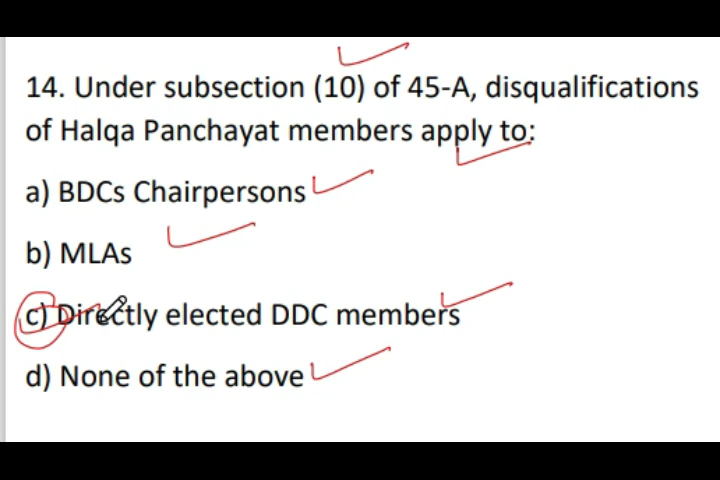 14. Under subsection (10) of 45-A, disqualifications
of Halqa Panchayat members apply to:
a) BDCs Chairpersons
b) MLAs
c) Directly elected DDC members
d) None of the above